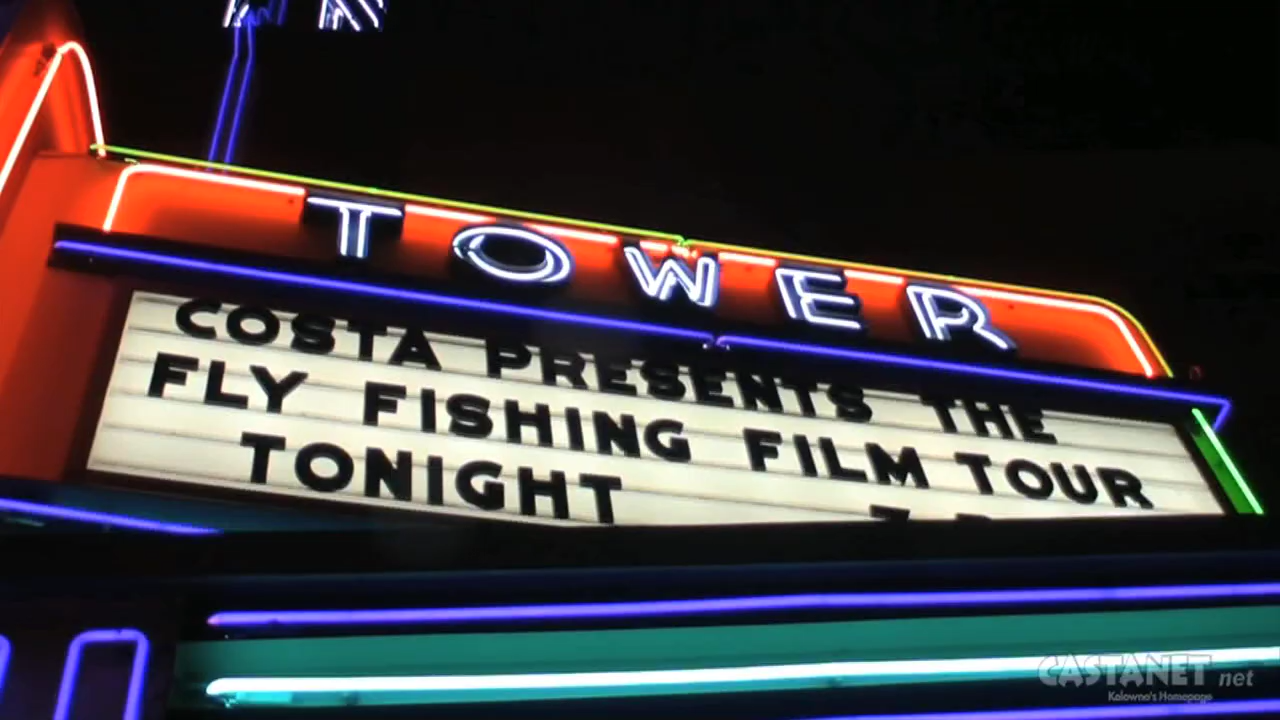 TOWER
COSTA PRESENTS THE
FLY FISHING FILM TOUR
TONIGHT
CASTANET.net
Kelowna's Homepage